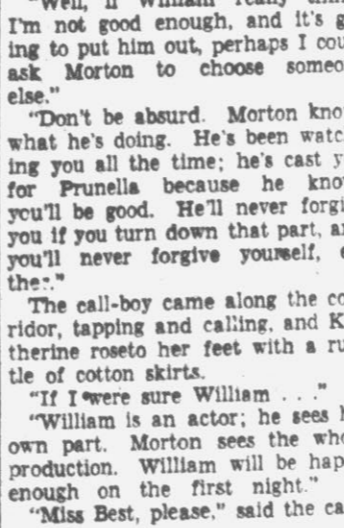 "Well, if William really
I'm not good enough, and it's g
ing to put him out, perhaps I cou
ask Morton to choose someo
else."
"Don't be absurd. Morton kno
what he's doing. He's been watc
ing you all the time; he's cast y
for Prunella because he kno
you'll be good. He'll never forgi
you if you turn down that part, a
you'll never forgive yourself, e
ther."
The call-boy came along the co
ridor, tapping and calling, and K
therine roseto her feet with a ru
tle of cotton skirts.
"If I were sure William . . ."
"William is an actor; he sees h
own part. Morton sees the who
production. William will be hap
enough on the first night."
"Miss Best, please," said the ca